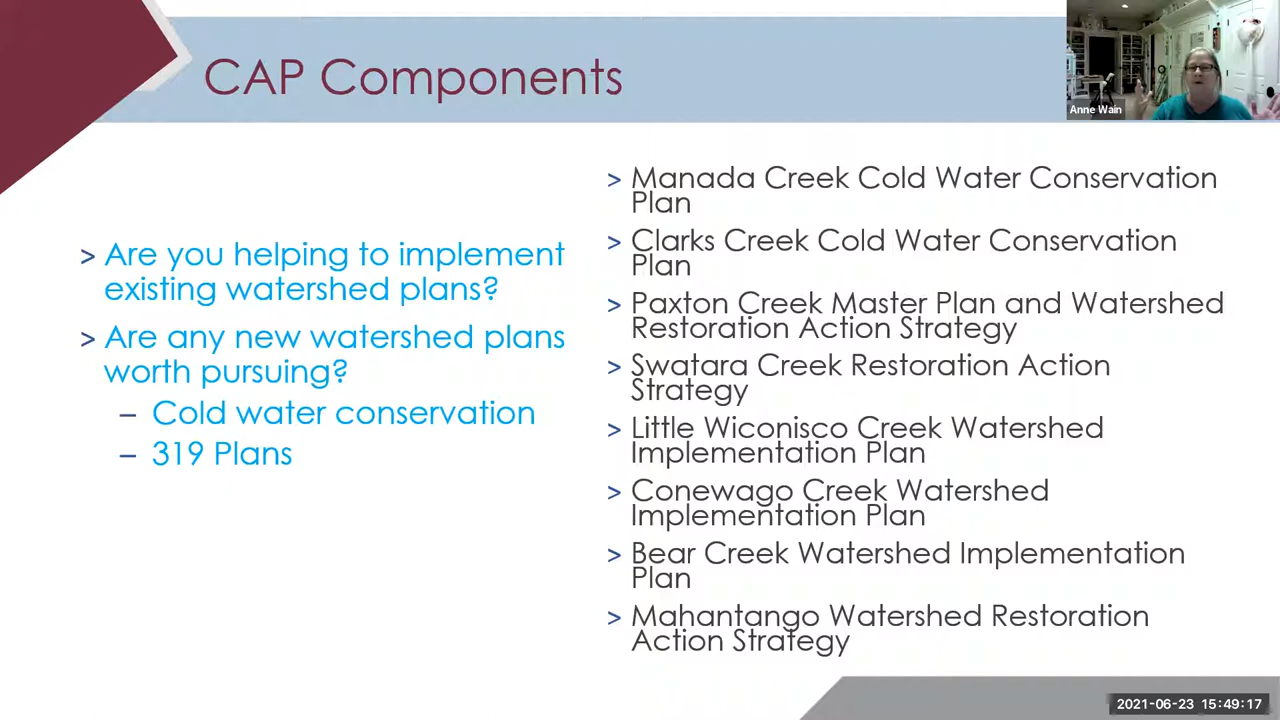 CAP Components
Anne Wain
> Are you helping to implement
existing watershed plans?
> Are any new watershed plans
worth pursuing?
– Cold water conservation
– 319 Plans
> Manada Creek Cold Water Conservation
Plan
> Clarks Creek Cold Water Conservation
Plan
> Paxton Creek Master Plan and Watershed
Restoration Action Strategy
> Swatara Creek Restoration Action
Strategy
> Little Wiconisco Creek Watershed
Implementation Plan
> Conewago Creek Watershed
Implementation Plan
> Bear Creek Watershed Implementation
Plan
> Mahantango Watershed Restoration
Action Strategy
2021-06-23 15:49:17